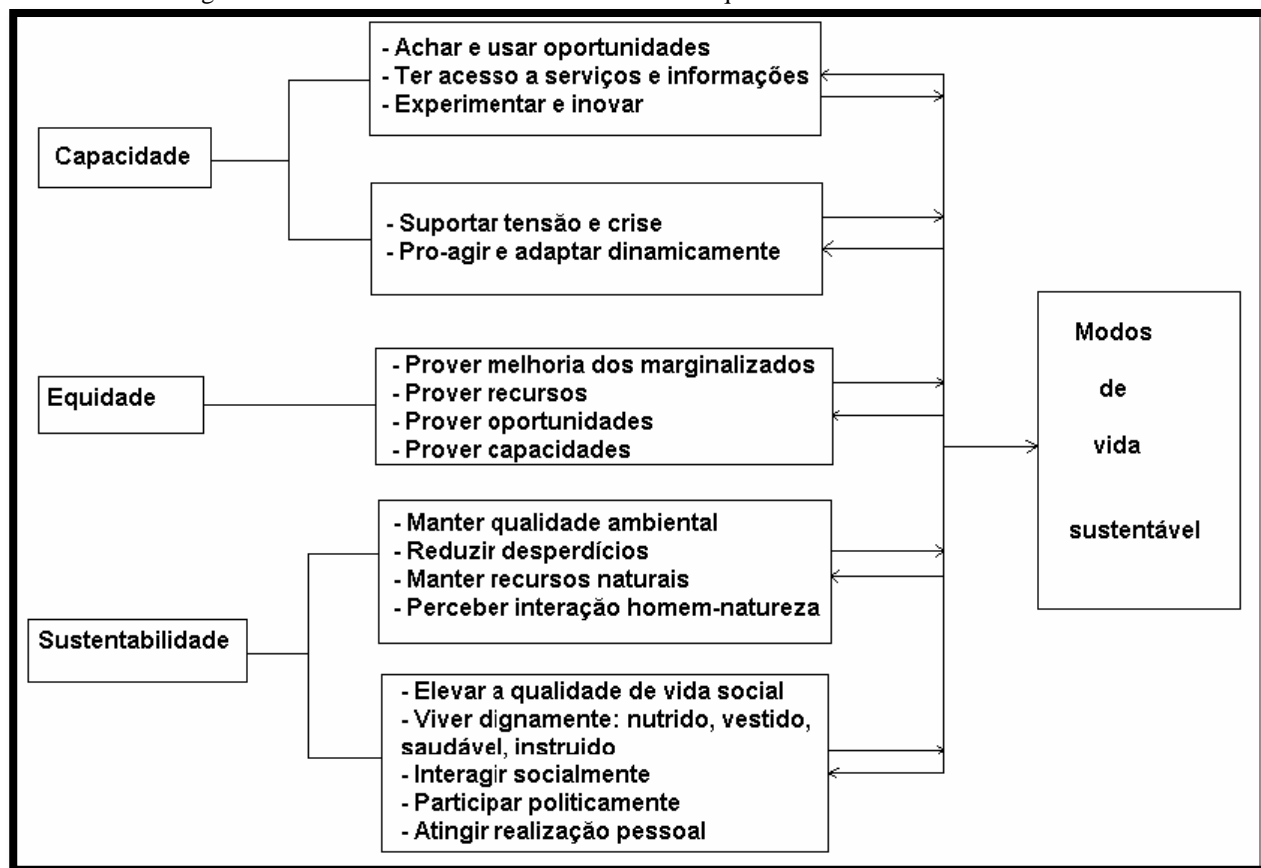 Capacidade
- Achar e usar oportunidades
- Ter acesso a serviços e informações
- Experimentar e inovar
- Suportar tensão e crise
- Pro-agir e adaptar dinamicamente
Equidade
- Prover melhoria dos marginalizados
- Prover recursos
- Prover oportunidades
- Prover capacidades
Sustentabilidade
- Manter qualidade ambiental
- Reduzir desperdícios
- Manter recursos naturais
- Perceber interação homem-natureza
- Elevar a qualidade de vida social
- Viver dignamente: nutrido, vestido,
saudável, instruido
- Interagir socialmente
- Participar politicamente
- Atingir realização pessoal
Modos
de
vida
sustentável